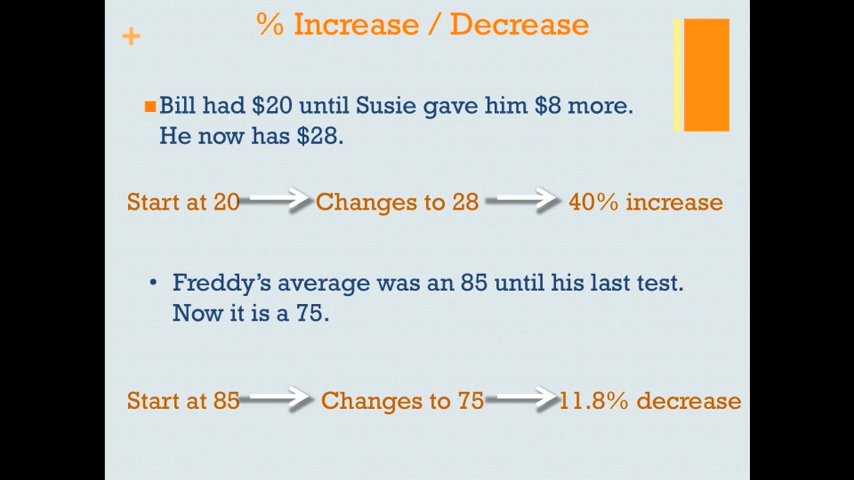 % Increase / Decrease
+
■ Bill had $20 until Susie gave him $8 more.
He now has $28.
Start at 20 Changes to 28 40% increase
• Freddy’s average was an 85 until his last test.
Now it is a 75.
Start at 85 Changes to 75 11.8% decrease